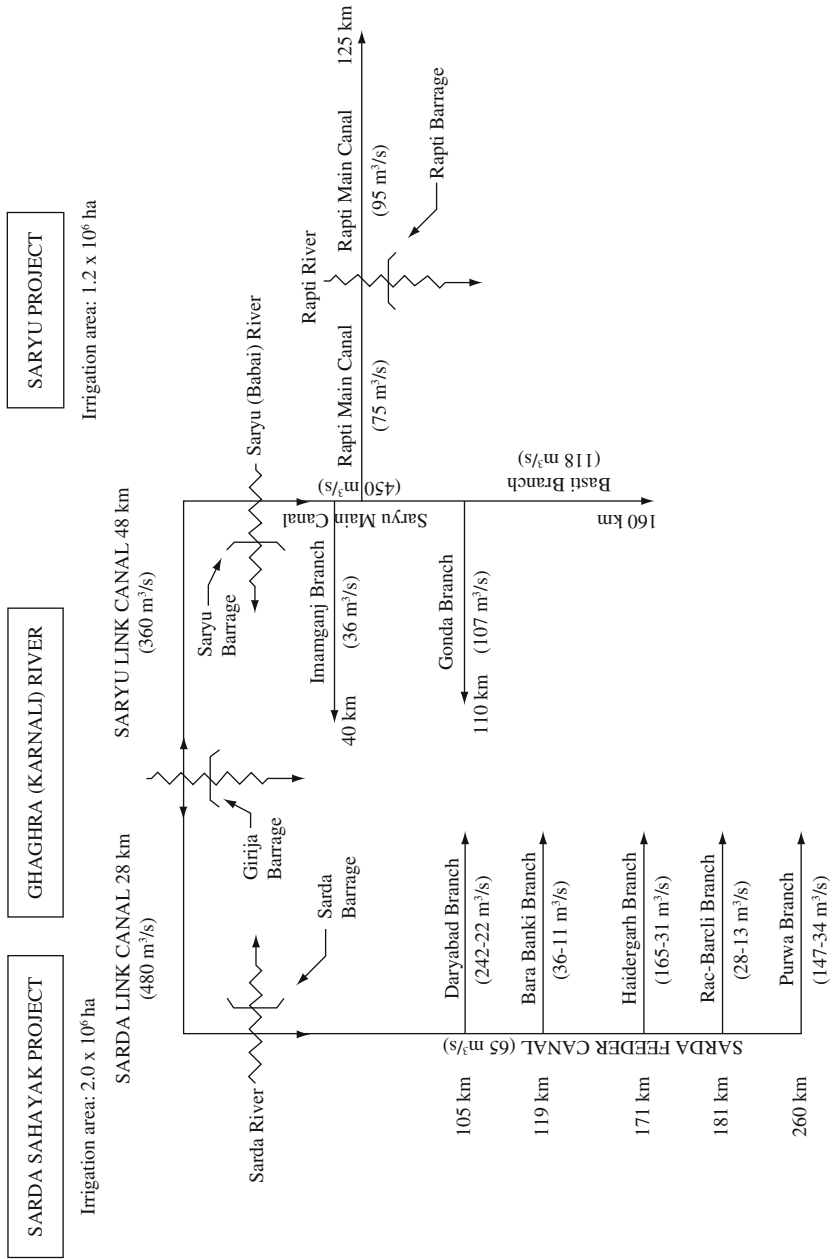 SARDA SAHAYAK PROJECT
Irrigation area: 2.0 x 10⁶ ha
GHAGHRA (KARNALI) RIVER
SARYU PROJECT
Irrigation area: 1.2 x 10⁶ ha
SARDA LINK CANAL 28 km
(480 m³/s)
SARYU LINK CANAL 48 km
(360 m³/s)
Sarda River
Sarda
Barrage
Girija
Barrage
Saryu
Barrage
Saryu (Babai) River
Saryu Main Canal
(450 m³/s)
Imamganj Branch
(36 m³/s)
40 km
Rapti Main Canal
(75 m³/s)
Rapti River
Rapti Main Canal
(95 m³/s)
125 km
Rapti Barrage
Gonda Branch
(107 m³/s)
110 km
Basti Branch
(118 m³/s)
160 km
SARDA FEEDER CANAL (65 m³/s)
105 km
Daryabad Branch
(242-22 m³/s)
119 km
Bara Banki Branch
(36-11 m³/s)
171 km
Haidergarh Branch
(165-31 m³/s)
181 km
Rac-Barcli Branch
(28-13 m³/s)
260 km
Purwa Branch
(147-34 m³/s)